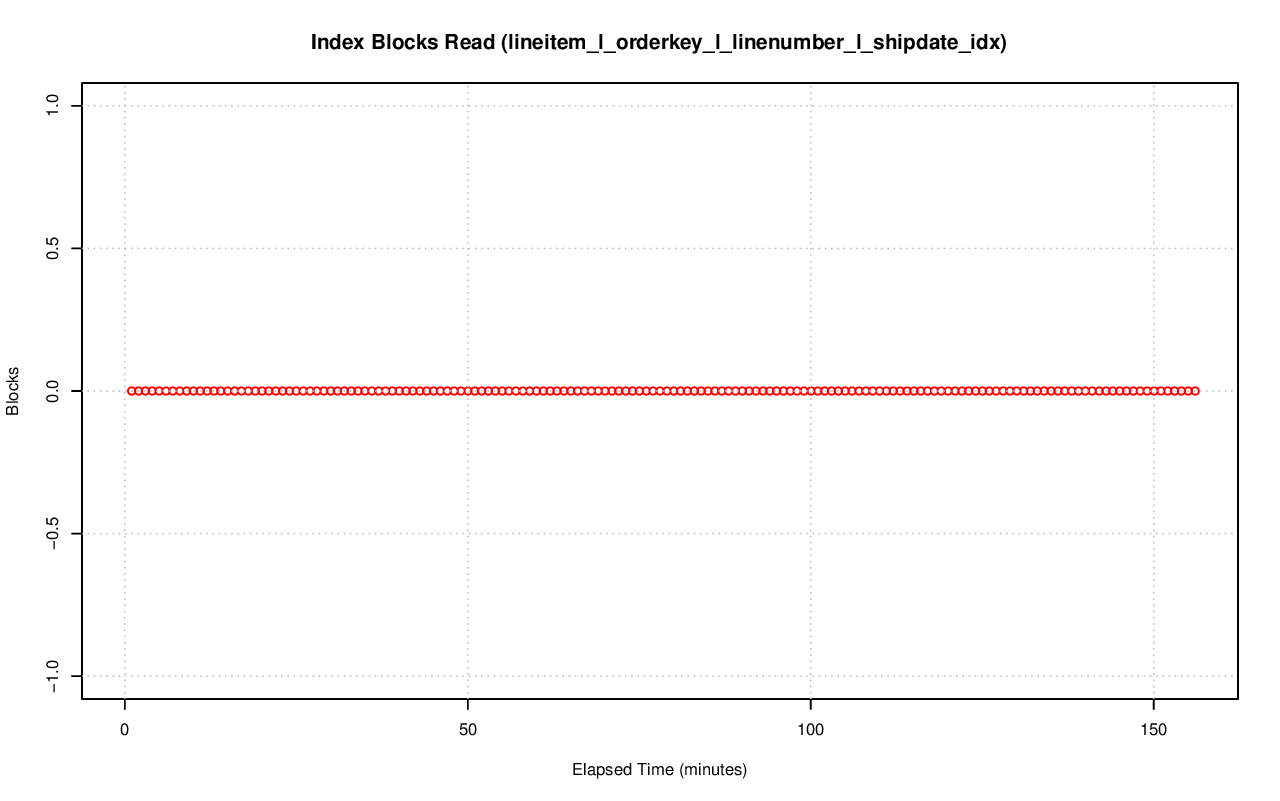 Index Blocks Read (lineitem_l_orderkey_l_linenumber_l_shipdate_idx)
1.0
0.5
0.0
−0.5
−1.0
Blocks
0 50 100 150
Elapsed Time (minutes)